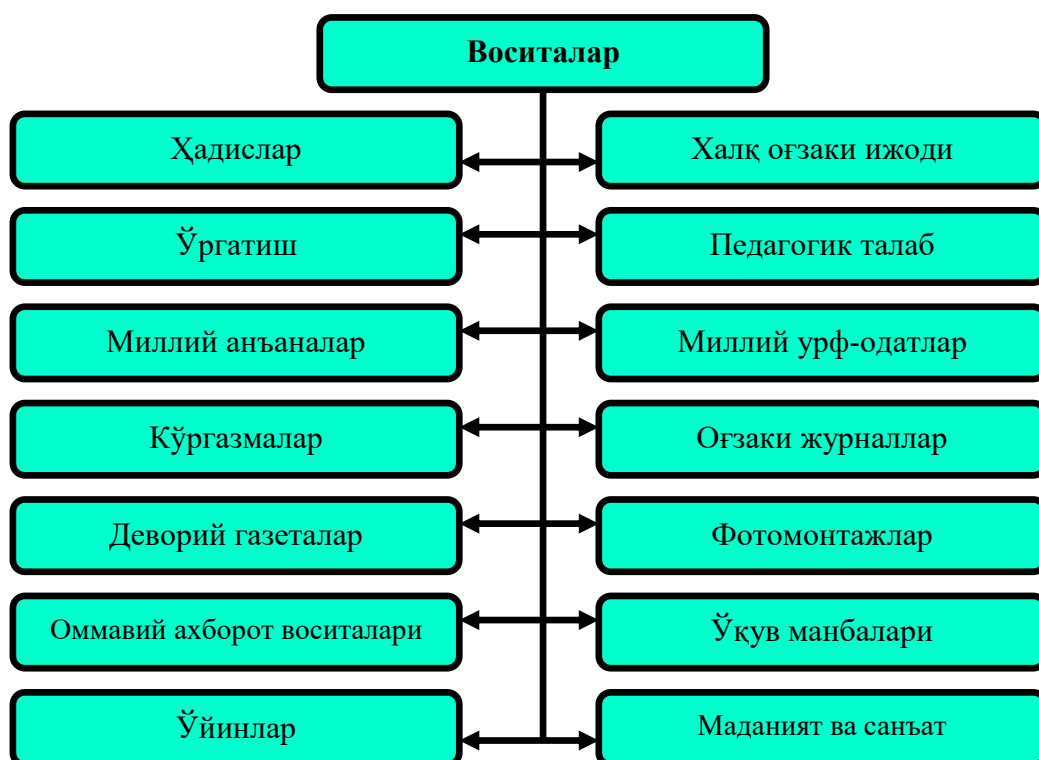 Воситалар
Ҳадислар
Халқ оғзаки ижоди
Ўргатиш
Педагогик талаб
Миллий анъаналар
Миллий урф-одатлар
Кўргазмалар
Оғзаки журналлар
Деворий газеталар
Фотомонтажлар
Оммавий ахборот воситалари
Ўқув манбалари
Ўйинлар
Маданият ва санъат